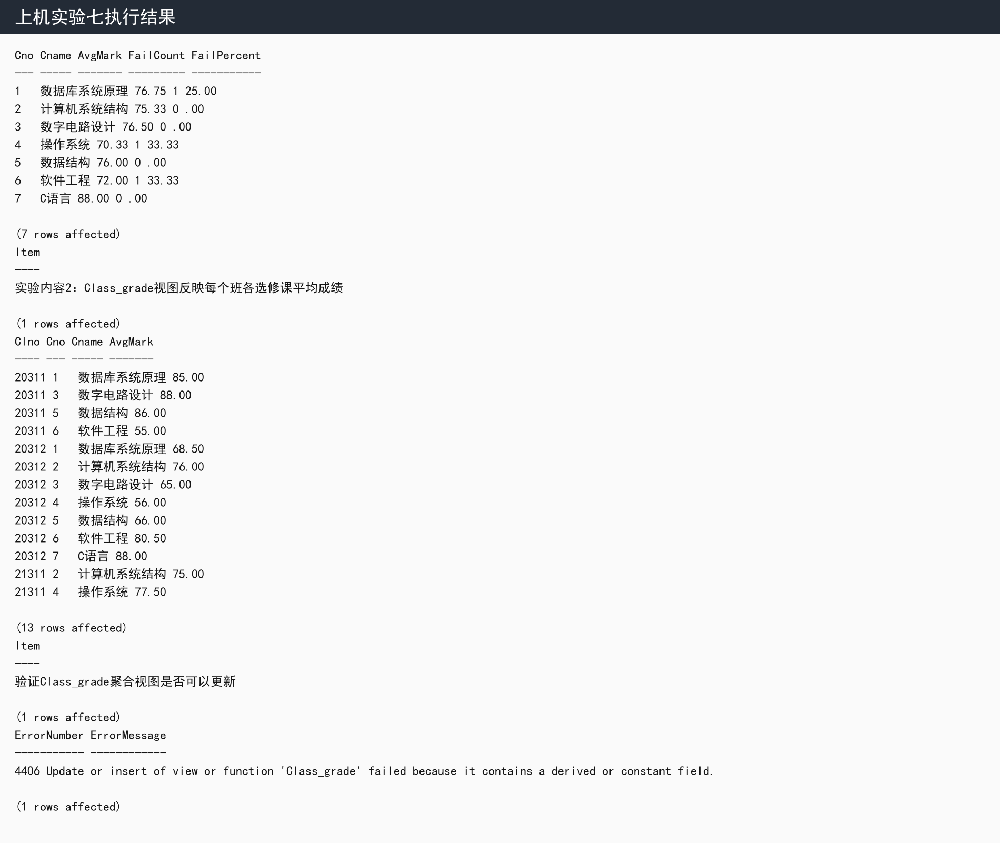 上机实验七执行结果
Cno Cname AvgMark FailCount FailPercent
--- ----- ------- --------- -----------
1   数据库系统原理 76.75 1 25.00
2   计算机系统结构 75.33 0 .00
3   数字电路设计 76.50 0 .00
4   操作系统 70.33 1 33.33
5   数据结构 76.00 0 .00
6   软件工程 72.00 1 33.33
7   C语言 88.00 0 .00
(7 rows affected)
Item
----
实验内容2：Class_grade视图反映每个班各选修课平均成绩
(1 rows affected)
Clno Cno Cname AvgMark
---- --- ----- -------
20311 1   数据库系统原理 85.00
20311 3   数字电路设计 88.00
20311 5   数据结构 86.00
20311 6   软件工程 55.00
20312 1   数据库系统原理 68.50
20312 2   计算机系统结构 76.00
20312 3   数字电路设计 65.00
20312 4   操作系统 56.00
20312 5   数据结构 66.00
20312 6   软件工程 80.50
20312 7   C语言 88.00
21311 2   计算机系统结构 75.00
21311 4   操作系统 77.50
(13 rows affected)
Item
----
验证Class_grade聚合视图是否可以更新
(1 rows affected)
ErrorNumber ErrorMessage
----------- ------------
4406 Update or insert of view or function 'Class_grade' failed because it contains a derived or constant field.
(1 rows affected)